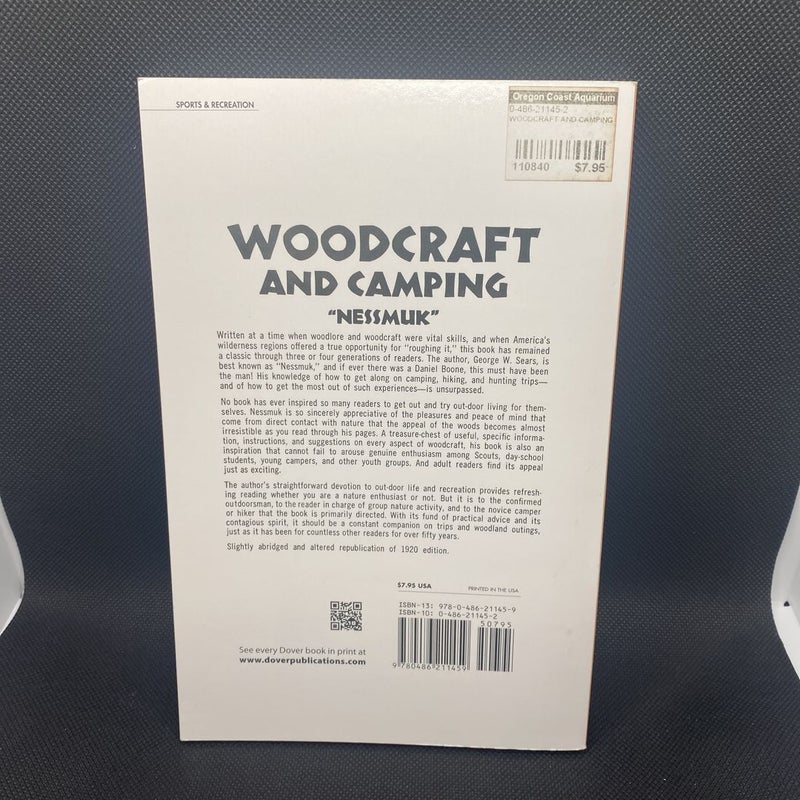 SPORTS & RECREATION
Oregon Coast Aquarium
0-486-21145-2
WOODCRAFT AND CAMPING
110840 $7.95
WOODCRAFT
AND CAMPING
"NESSMUK"
Written at a time when woodlore and woodcraft were vital skills, and when America's
wilderness regions offered a true opportunity for "roughing it," this book has remained
a classic through three or four generations of readers. The author, George W. Sears, is
best known as "Nessmuk," and if ever there was a Daniel Boone, this must have been
the man! His knowledge of how to get along on camping, hiking, and hunting trips—
and of how to get the most out of such experiences—is unsurpassed.
No book has ever inspired so many readers to get out and try out-door living for them-
selves. Nessmuk is so sincerely appreciative of the pleasures and peace of mind that
come from direct contact with nature that the appeal of the woods becomes almost
irresistible as you read through his pages. A treasure-chest of useful, specific informa-
tion, instructions, and suggestions on every aspect of woodcraft, his book is also an
inspiration that cannot fail to arouse genuine enthusiasm among Scouts, day-school
students, young campers, and other youth groups. And adult readers find its appeal
just as exciting.
The author's straightforward devotion to out-door life and recreation provides refresh-
ing reading whether you are a nature enthusiast or not. But it is to the confirmed
outdoorsman, to the reader in charge of group nature activity, and to the novice camper
or hiker that the book is primarily directed. With its fund of practical advice and its
contagious spirit, it should be a constant companion on trips and woodland outings,
just as it has been for countless other readers for over fifty years.
Slightly abridged and altered republication of 1920 edition.
$7.95 USA PRINTED IN THE USA
ISBN-13: 978-0-486-21145-9
ISBN-10: 0-486-21145-2
50795
9 780486 211459
See every Dover book in print at
www.doverpublications.com